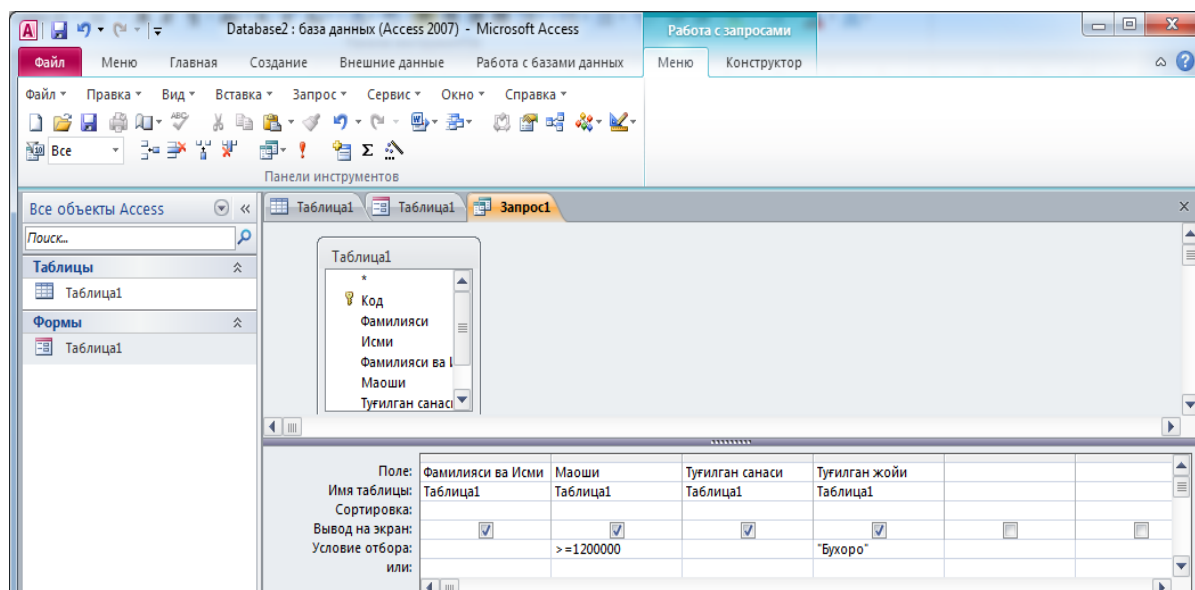 Database2 : база данных (Access 2007) - Microsoft Access
Работа с запросами
Файл Меню Главная Создание Внешние данные Работа с базами данных Меню Конструктор
Файл Правка Вид Вставка Запрос Сервис Окно Справка
Все
Панели инструментов
Все объекты Access
Таблица1 Таблица1 Запрос1
Поиск...
Таблицы
Таблица1
Формы
Таблица1
Таблица1
*
Код
Фамилияси
Исми
Фамилияси ва
Маоши
Туғилган санас
Поле: Фамилияси ва Исми Маоши Туғилган санаси Туғилган жойи
Имя таблицы: Таблица1 Таблица1 Таблица1 Таблица1
Сортировка:
Вывод на экран:
Условие отбора: >=1200000 "Бухоро"
или: